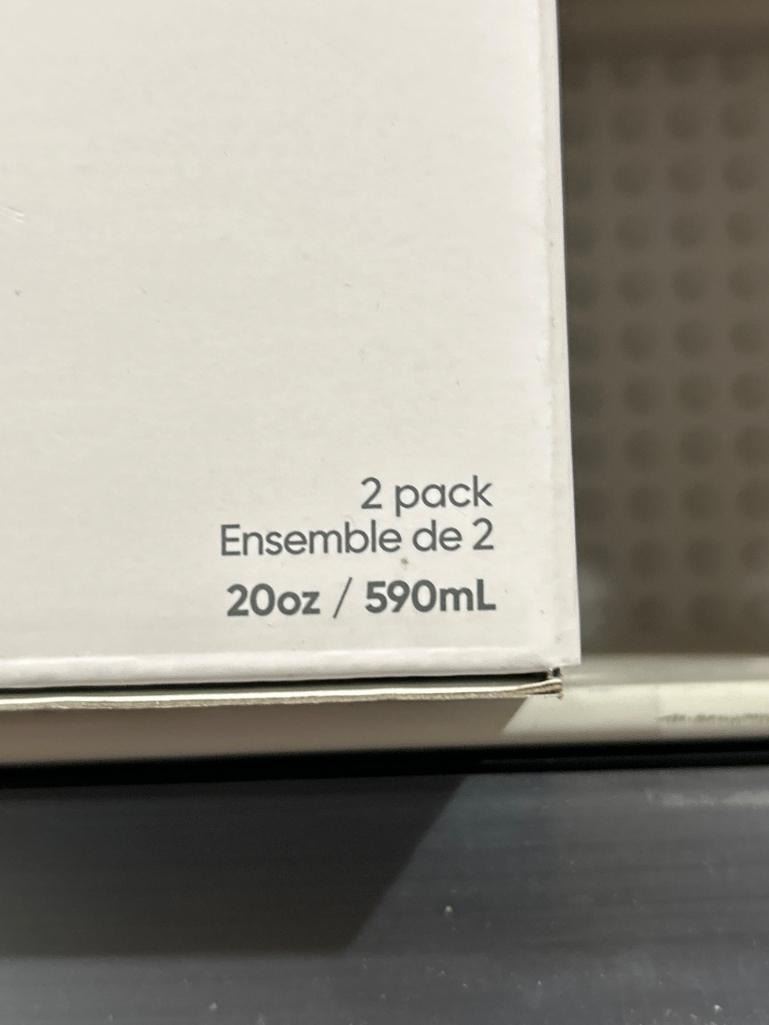 2 pack
Ensemble de 2
20oz / 590mL